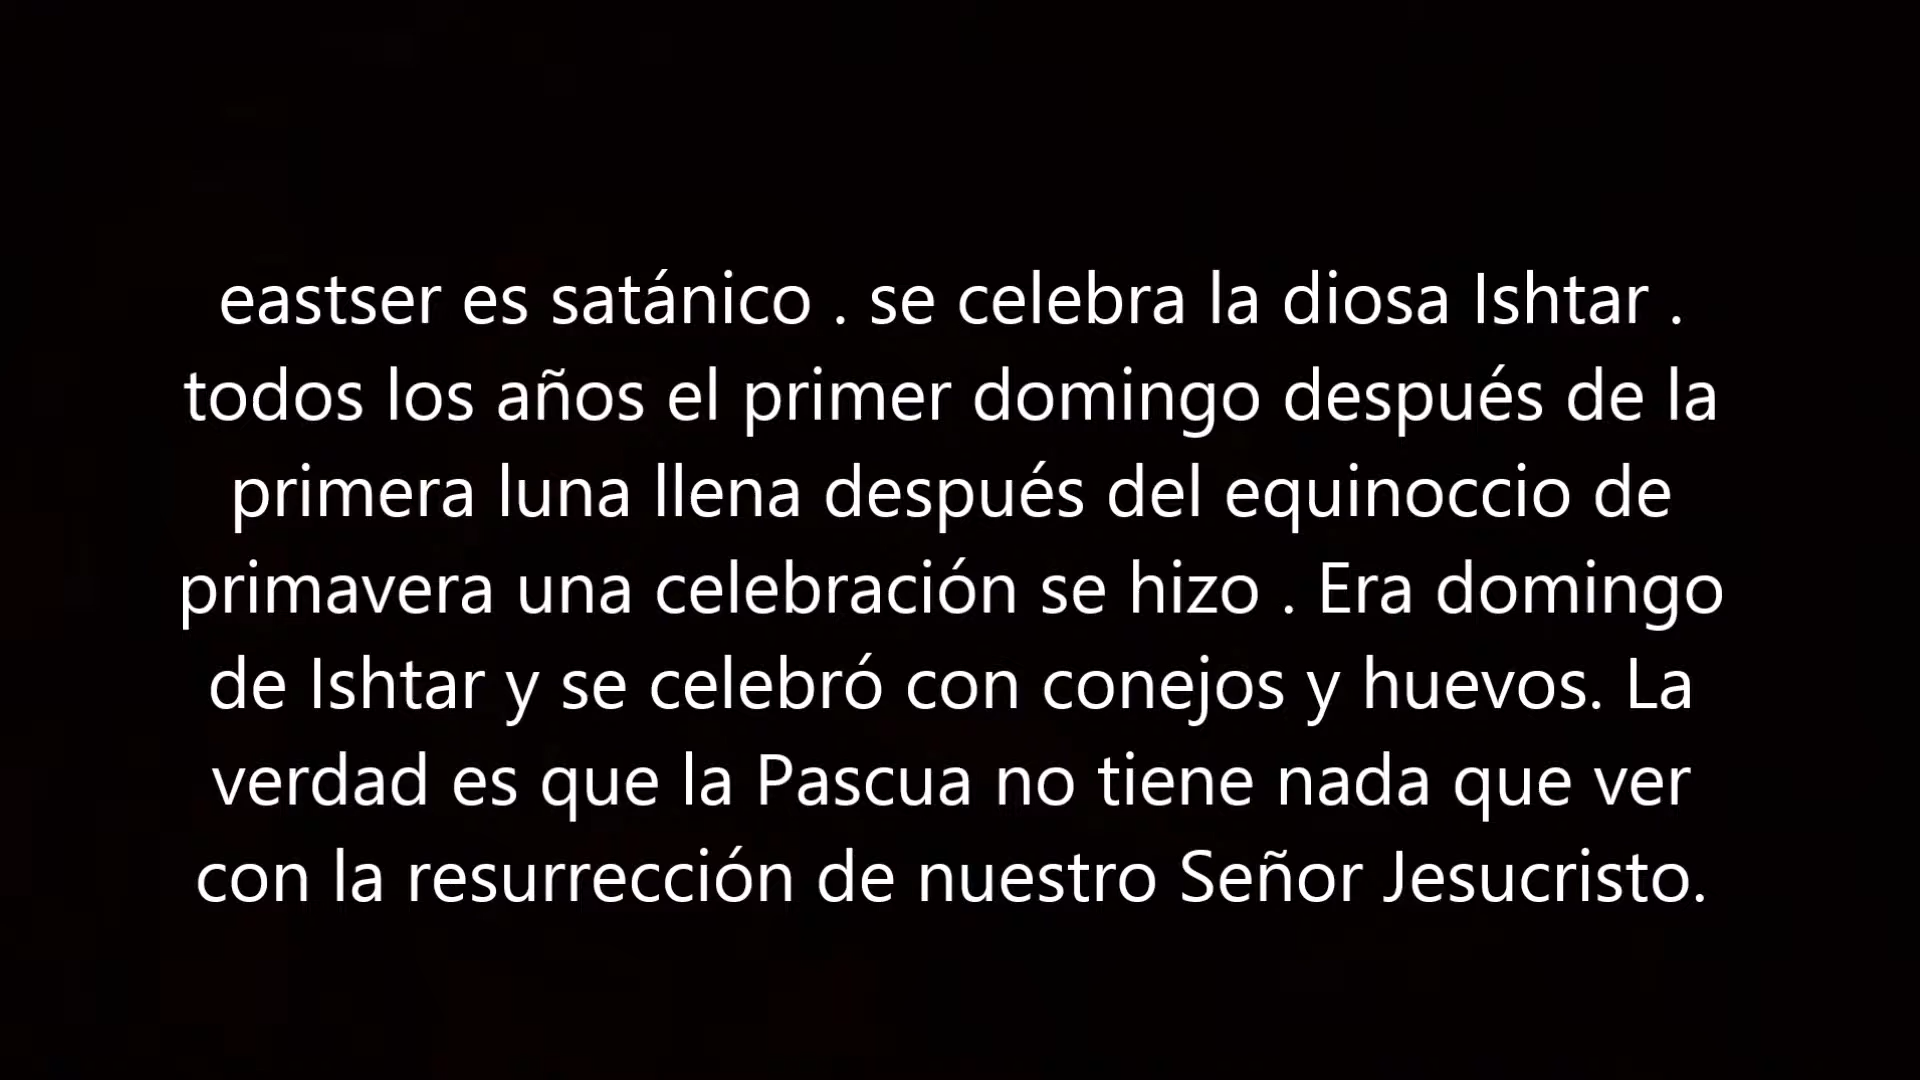 eastser es satánico . se celebra la diosa Ishtar .
todos los años el primer domingo después de la
primera luna llena después del equinoccio de
primavera una celebración se hizo . Era domingo
de Ishtar y se celebró con conejos y huevos. La
verdad es que la Pascua no tiene nada que ver
con la resurrección de nuestro Señor Jesucristo.